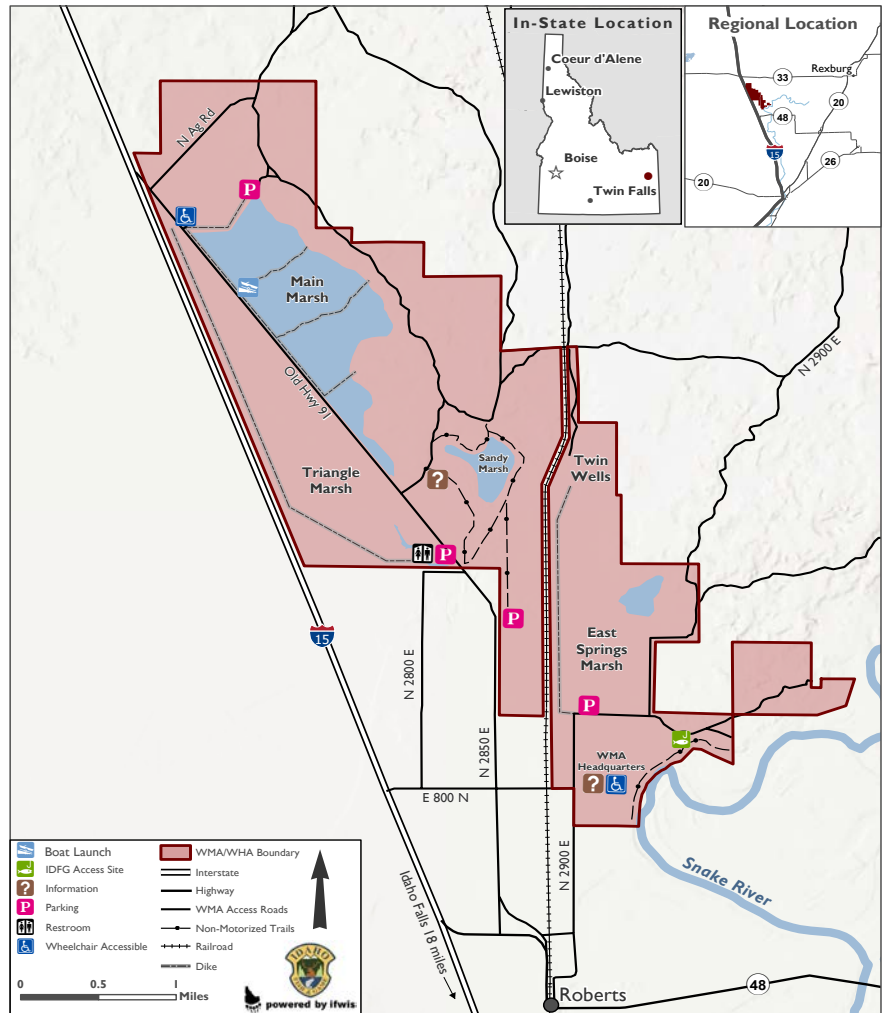 In-State Location
Coeur d'Alene
Lewiston
Boise
Twin Falls
Regional Location
Rexburg
33
20
48
15
26
20
N Ag Rd
P
Main
Marsh
Old Hwy 91
N 2900 E
Triangle
Marsh
Sandy
Marsh
?
Twin
Wells
P
P
15
East
Springs
Marsh
N 2800 E
N 2850 E
P
WMA
Headquarters
?
E 800 N
N 2900 E
Snake River
Idaho Falls 18 miles
Roberts
48
Boat Launch
IDFG Access Site
? Information
P Parking
Restroom
Wheelchair Accessible
WMA/WHA Boundary
Interstate
Highway
WMA Access Roads
Non-Motorized Trails
Railroad
Dike
0 0.5 1
Miles
IDAHO
FISH & GAME
powered by ifwis